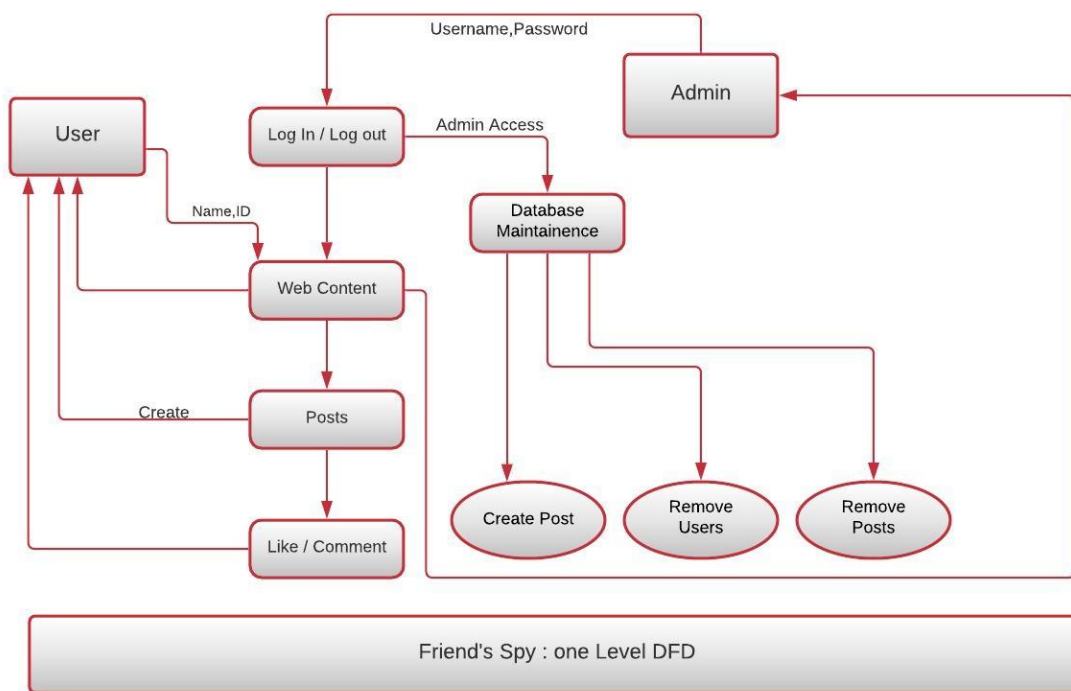 Username,Password
Admin
User
Log In / Log out
Admin Access
Name,ID
Database
Maintainence
Web Content
Create
Posts
Like / Comment
Create Post
Remove
Users
Remove
Posts
Friend's Spy : one Level DFD